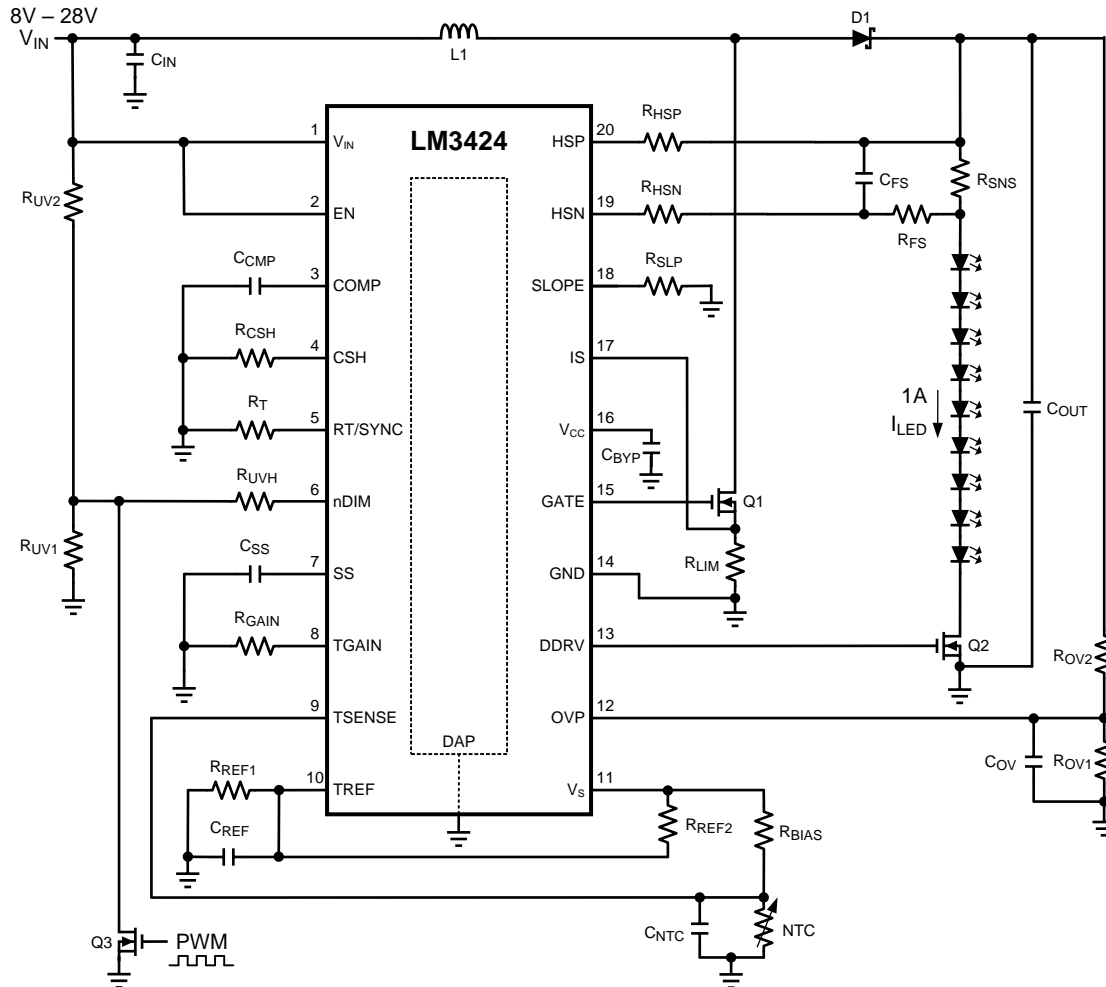 8V – 28V
VIN
CIN
L1
D1
LM3424
1 VIN
2 EN
3 COMP
4 CSH
5 RT/SYNC
6 nDIM
7 SS
8 TGAIN
9 TSENSE
10 TREF
DAP
HSP 20
HSN 19
SLOPE 18
IS 17
VCC 16
GATE 15
GND 14
DDRV 13
OVP 12
VS 11
RUV2
RUV1
CCMP
RCSH
RT
RUVH
CSS
RGAIN
RREF1
CREF
Q3
PWM
RHSP
RHSN
RSLP
CFS
RSNS
RFS
CBYP
Q1
RLIM
1A
ILED
COUT
Q2
ROV2
COV
ROV1
RREF2
RBIAS
CNTC
NTC